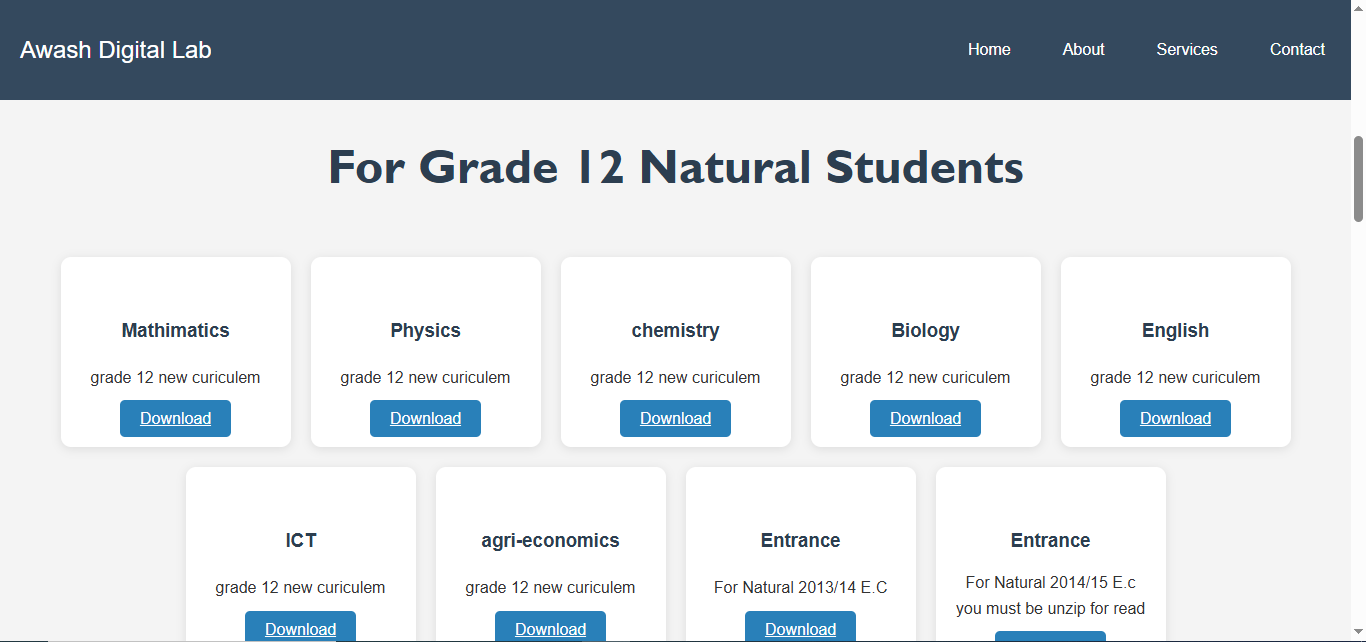 Awash Digital Lab
Home About Services Contact
For Grade 12 Natural Students
Mathimatics
grade 12 new curiculem
Download
Physics
grade 12 new curiculem
Download
chemistry
grade 12 new curiculem
Download
Biology
grade 12 new curiculem
Download
English
grade 12 new curiculem
Download
ICT
grade 12 new curiculem
Download
agri-economics
grade 12 new curiculem
Download
Entrance
For Natural 2013/14 E.C
Download
Entrance
For Natural 2014/15 E.c
you must be unzip for read